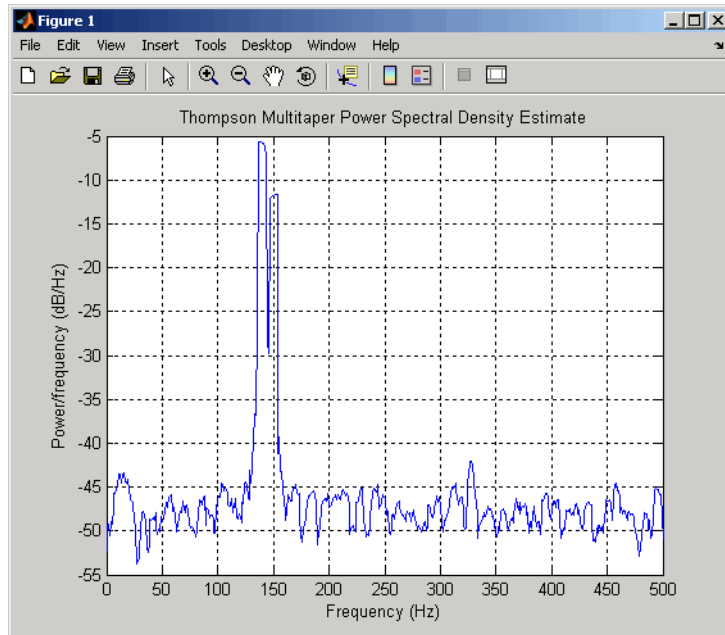 Figure 1
File Edit View Insert Tools Desktop Window Help
Thompson Multitaper Power Spectral Density Estimate
Power/frequency (dB/Hz)
-5
-10
-15
-20
-25
-30
-35
-40
-45
-50
-55
0 50 100 150 200 250 300 350 400 450 500
Frequency (Hz)